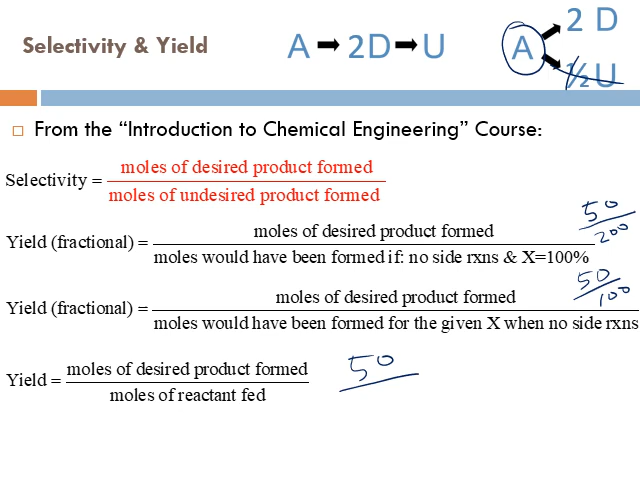 Selectivity & Yield
A → 2D → U
A
2 D
½ U
From the “Introduction to Chemical Engineering” Course:
Selectivity = moles of desired product formed
moles of undesired product formed
50
200
Yield (fractional) = moles of desired product formed
moles would have been formed if: no side rxns & X=100%
50
100
Yield (fractional) = moles of desired product formed
moles would have been formed for the given X when no side rxns
Yield = moles of desired product formed
moles of reactant fed
50